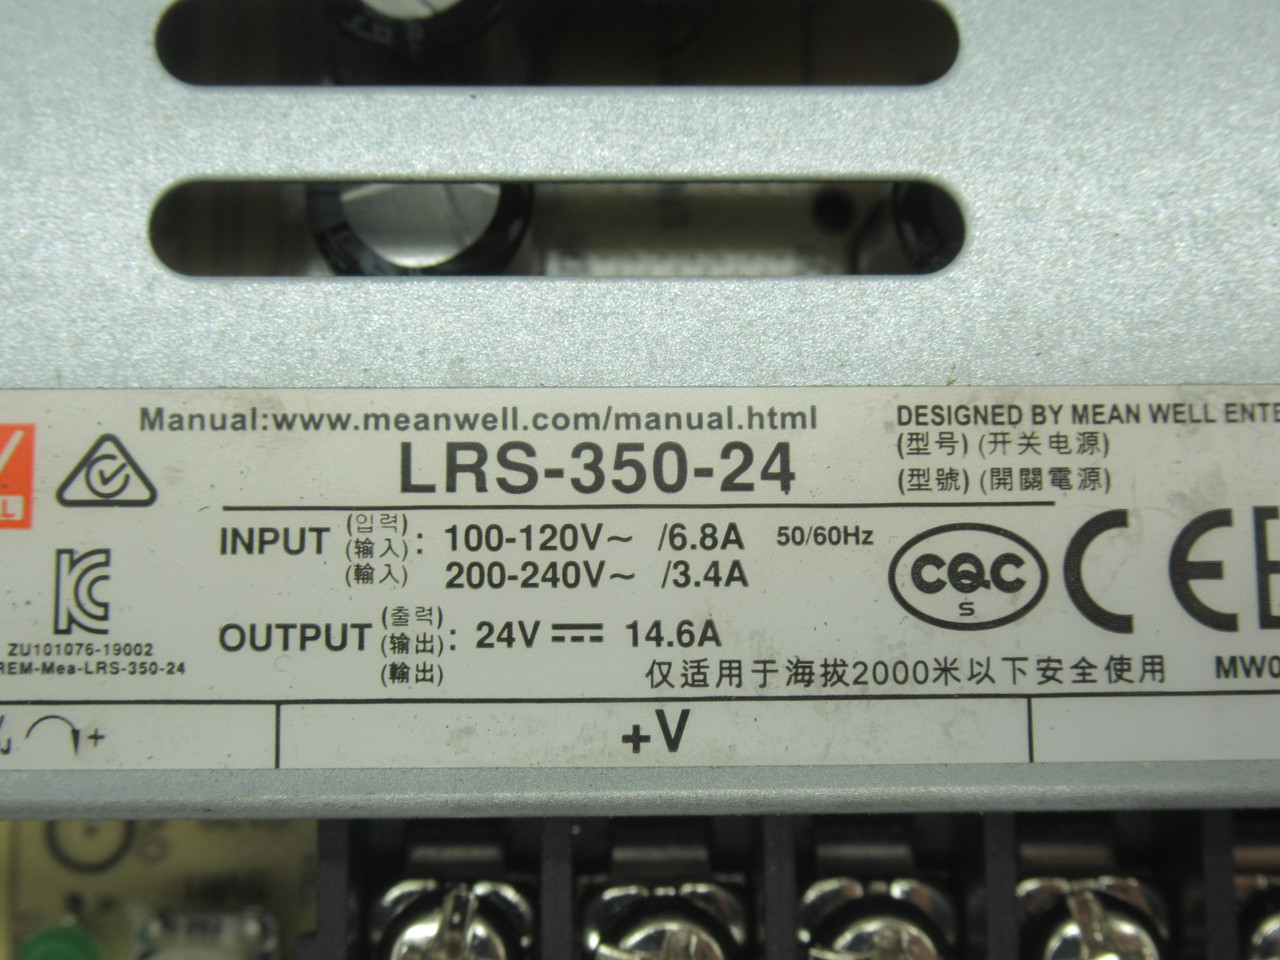 Manual:www.meanwell.com/manual.html
DESIGNED BY MEAN WELL ENTE
LRS-350-24
(型号) (开关电源)
(型號) (開關電源)
INPUT (입력) (输入) (輸入) : 100-120V~ /6.8A 50/60Hz
200-240V~ /3.4A
CQC
S
CE
KC
ZU101076-19002
REM-Mea-LRS-350-24
OUTPUT (출력) (输出) (輸出) : 24V 14.6A
仅适用于海拔2000米以下安全使用
MW0
+
+V